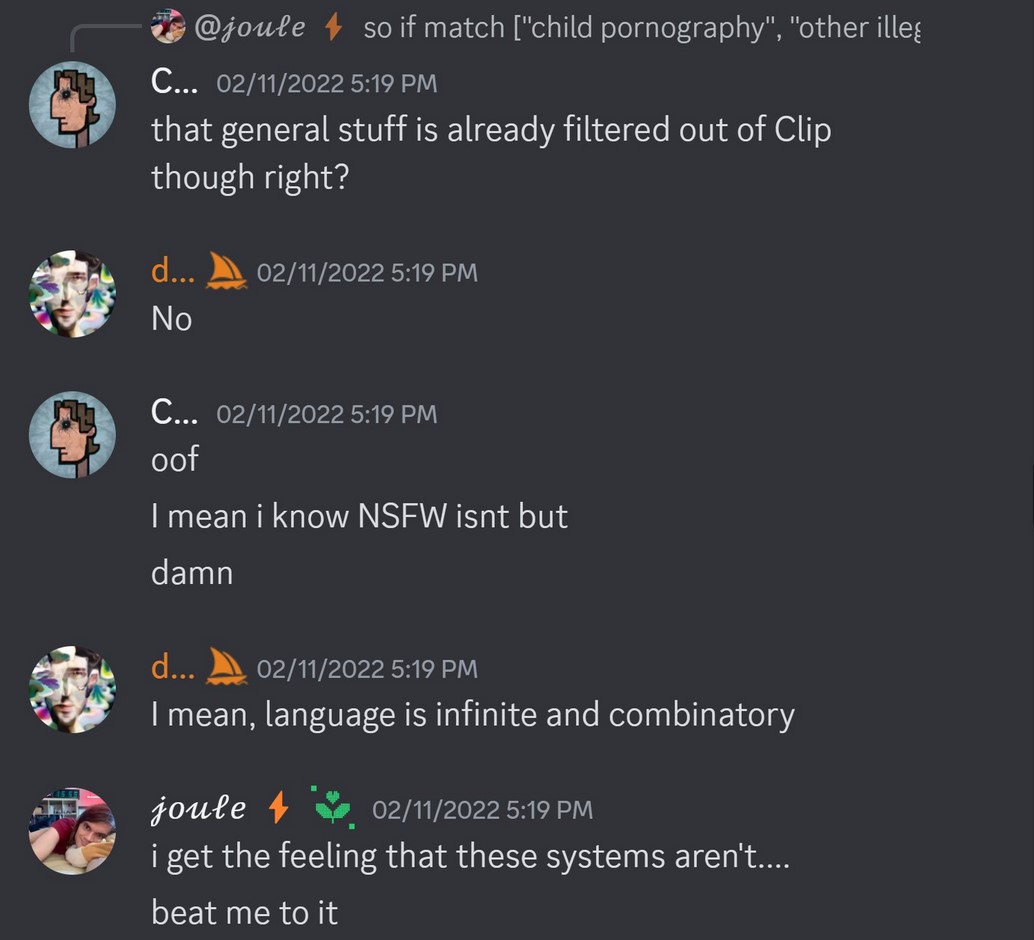 @joule so if match ["child pornography", "other illeg
C... 02/11/2022 5:19 PM
that general stuff is already filtered out of Clip
though right?
d... 02/11/2022 5:19 PM
No
C... 02/11/2022 5:19 PM
oof
I mean i know NSFW isnt but
damn
d... 02/11/2022 5:19 PM
I mean, language is infinite and combinatory
joule 02/11/2022 5:19 PM
i get the feeling that these systems aren't....
beat me to it